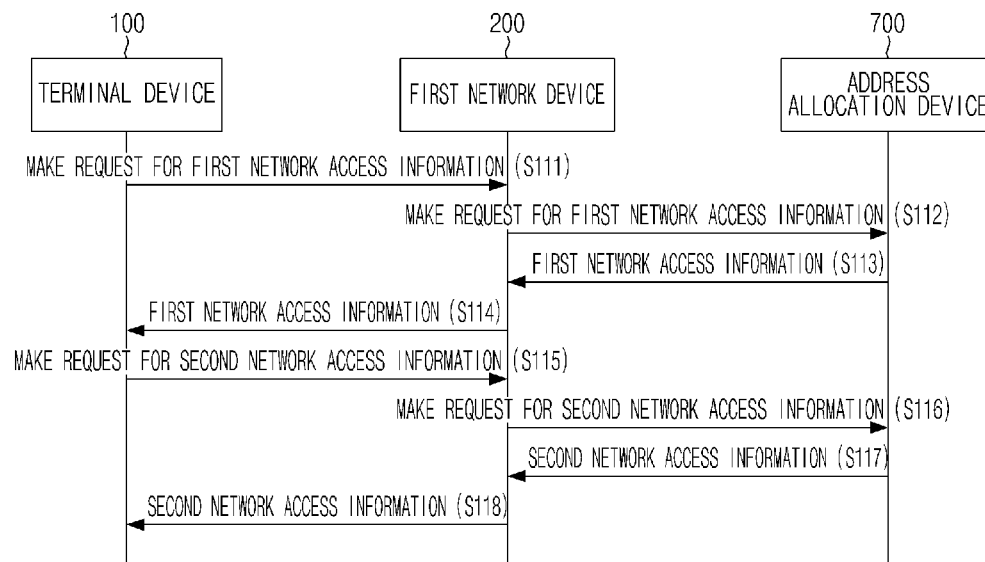 100
200
700
TERMINAL DEVICE
FIRST NETWORK DEVICE
ADDRESS
ALLOCATION DEVICE
MAKE REQUEST FOR FIRST NETWORK ACCESS INFORMATION (S111)
MAKE REQUEST FOR FIRST NETWORK ACCESS INFORMATION (S112)
FIRST NETWORK ACCESS INFORMATION (S113)
FIRST NETWORK ACCESS INFORMATION (S114)
MAKE REQUEST FOR SECOND NETWORK ACCESS INFORMATION (S115)
MAKE REQUEST FOR SECOND NETWORK ACCESS INFORMATION (S116)
SECOND NETWORK ACCESS INFORMATION (S117)
SECOND NETWORK ACCESS INFORMATION (S118)